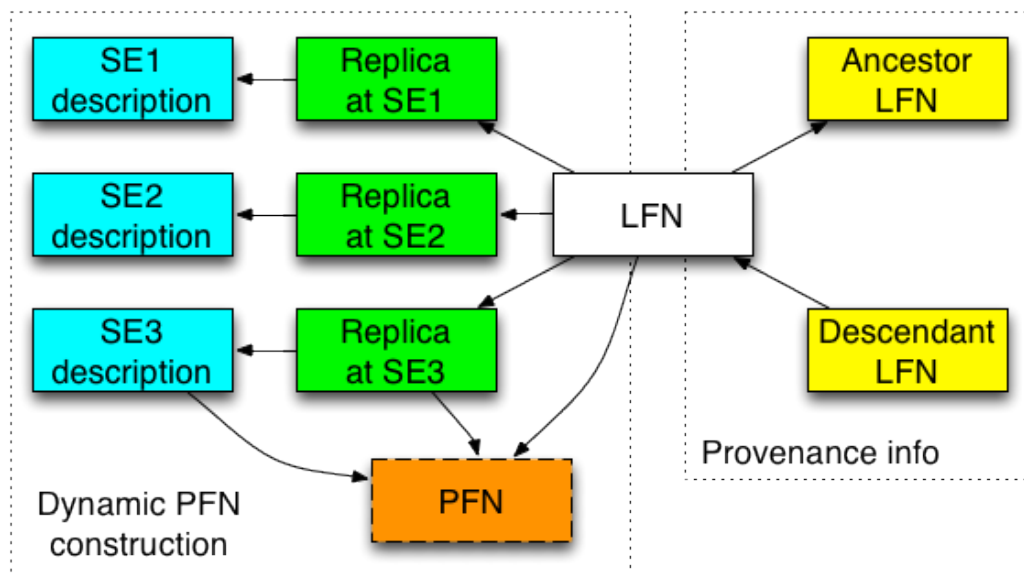 SE1
description
Replica
at SE1
Ancestor
LFN
SE2
description
Replica
at SE2
LFN
SE3
description
Replica
at SE3
Descendant
LFN
Provenance info
PFN
Dynamic PFN
construction